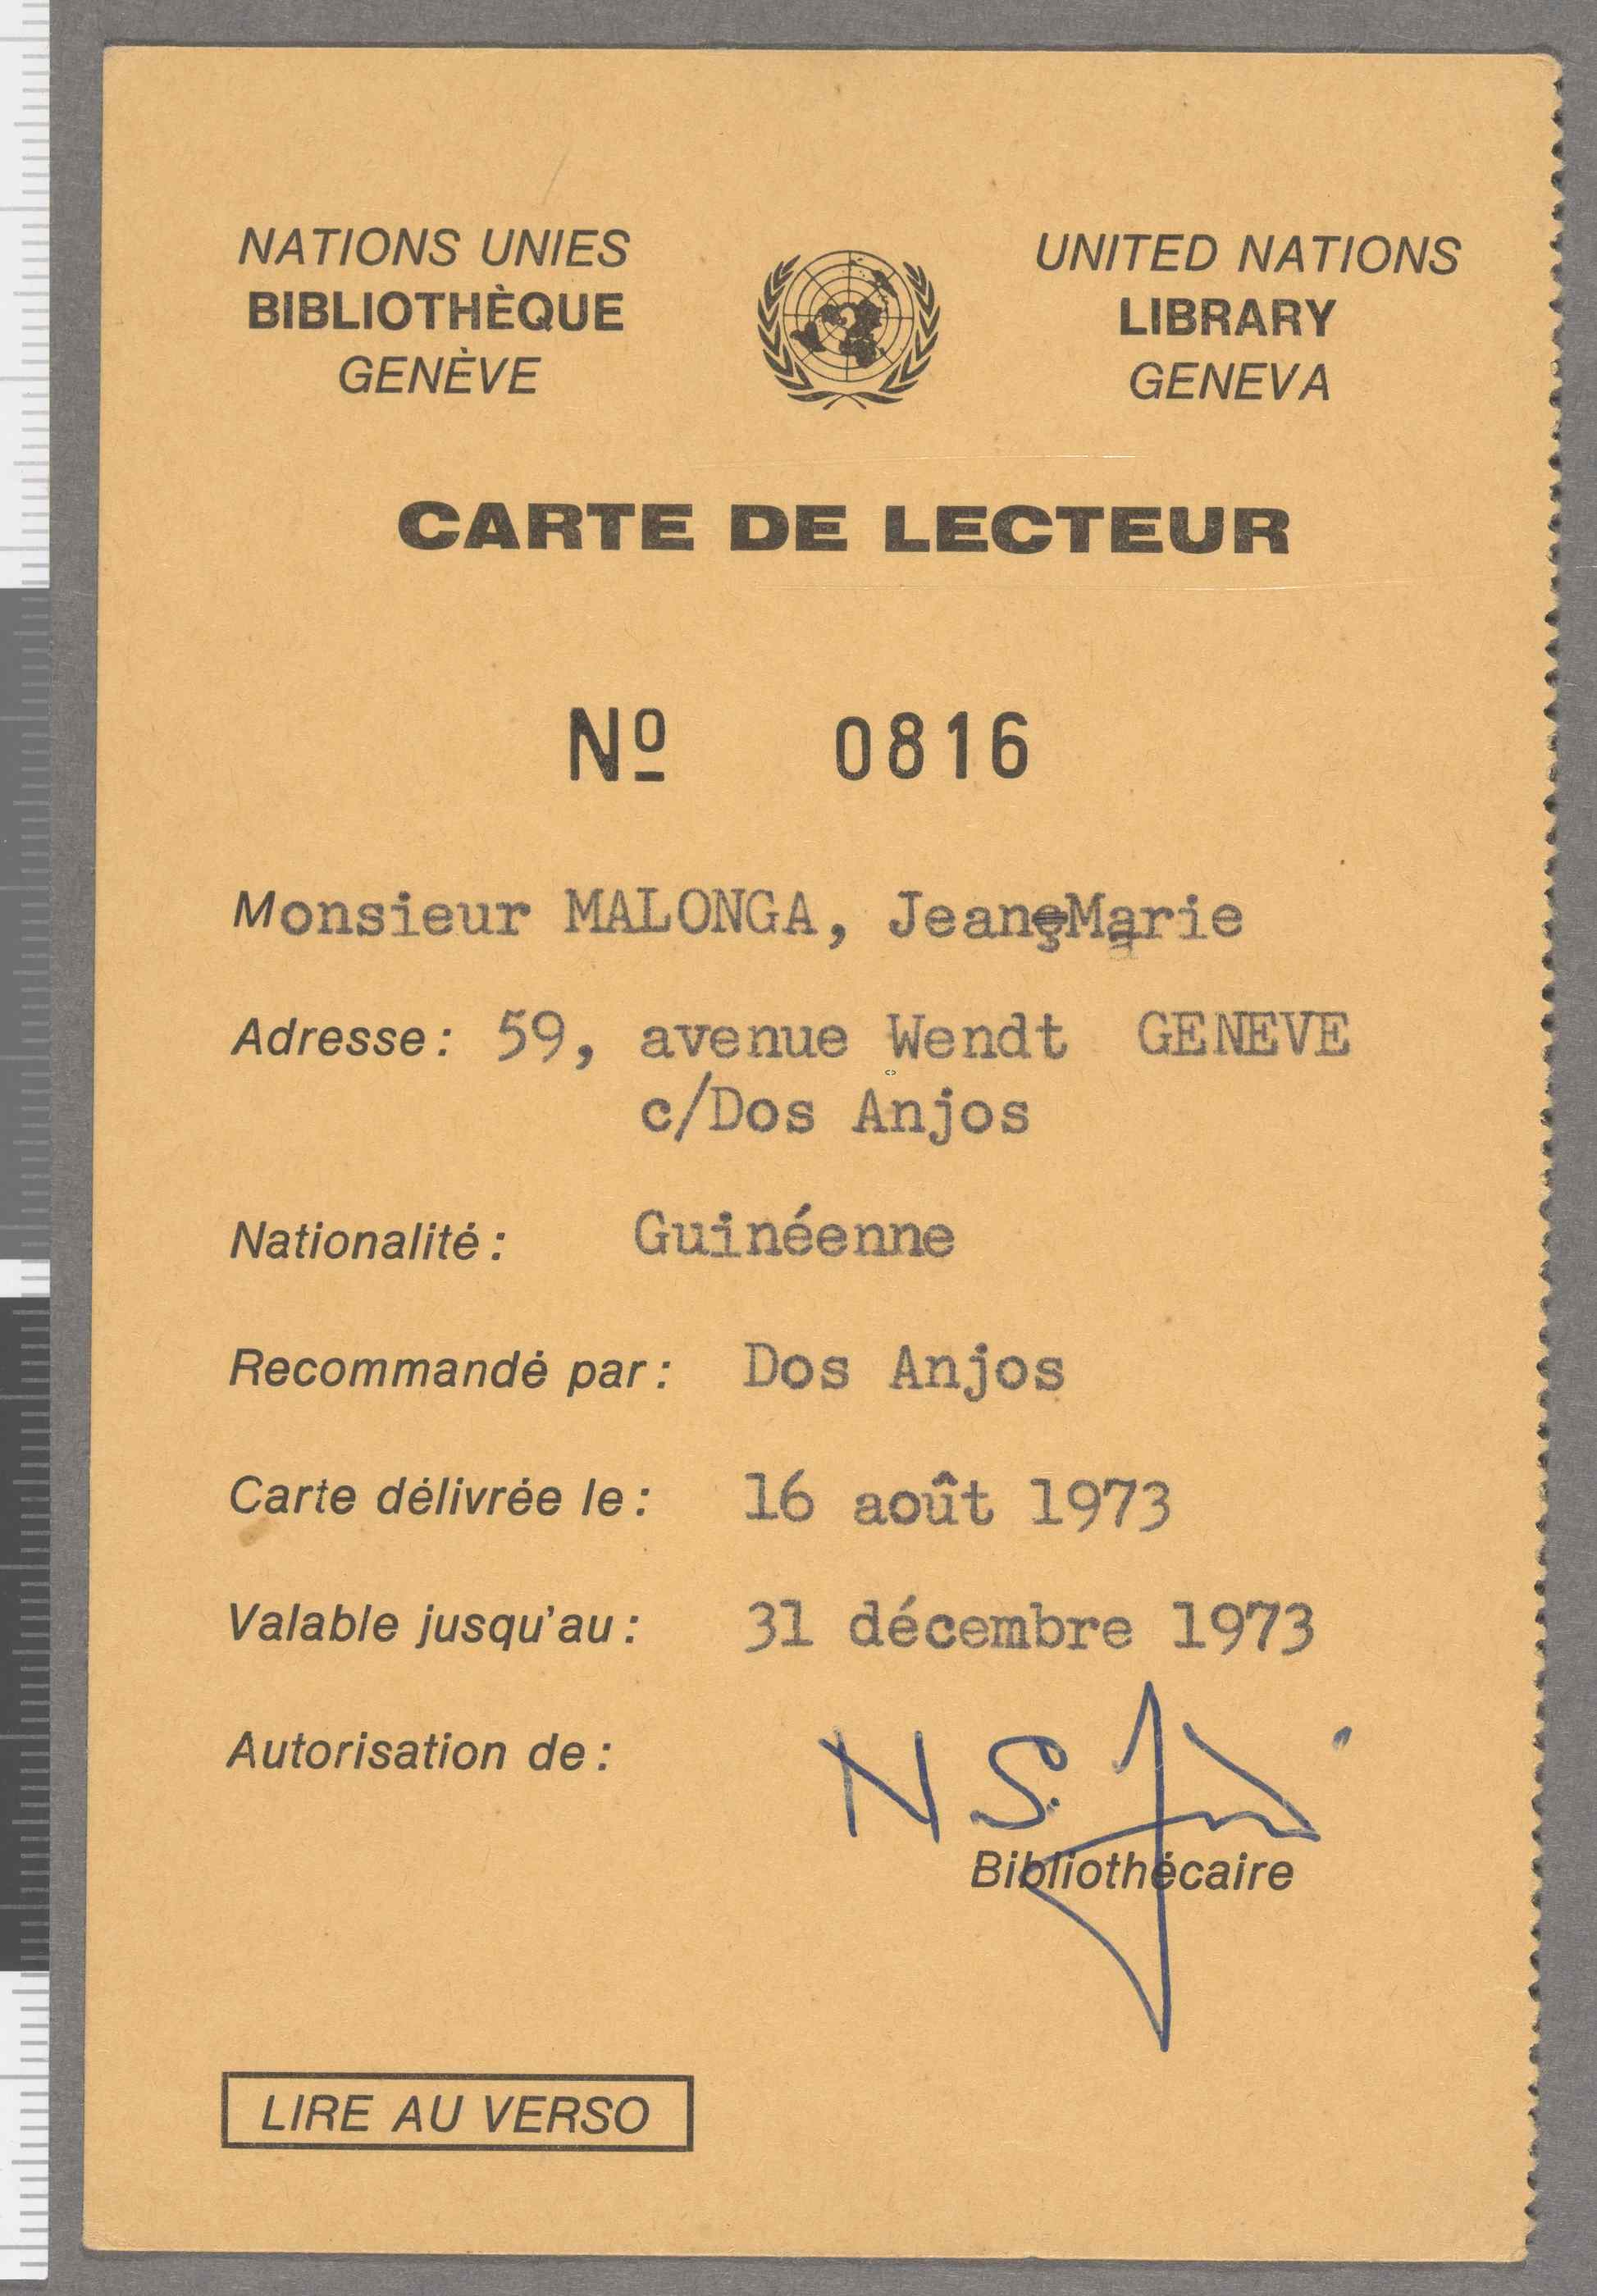 NATIONS UNIES
BIBLIOTHÈQUE
GENÈVE
UNITED NATIONS
LIBRARY
GENEVA
CARTE DE LECTEUR
Nº 0816
Monsieur MALONGA, Jean-Marie
Adresse: 59, avenue Wendt GENEVE
c/Dos Anjos
Nationalité: Guinéenne
Recommandé par: Dos Anjos
Carte délivrée le: 16 août 1973
Valable jusqu'au: 31 décembre 1973
Autorisation de: N S.
Bibliothécaire
LIRE AU VERSO